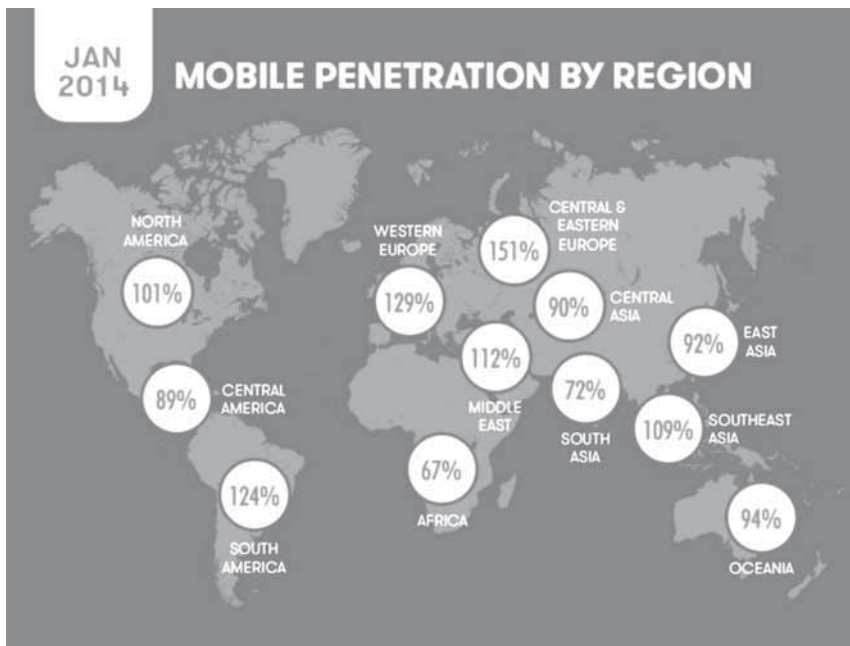 JAN
2014
MOBILE PENETRATION BY REGION
NORTH
AMERICA
101%
WESTERN
EUROPE
129%
CENTRAL &
EASTERN
EUROPE
151%
90%
CENTRAL
ASIA
92%
EAST
ASIA
89%
CENTRAL
AMERICA
112%
MIDDLE
EAST
72%
SOUTH
ASIA
109%
SOUTHEAST
ASIA
124%
SOUTH
AMERICA
67%
AFRICA
94%
OCEANIA